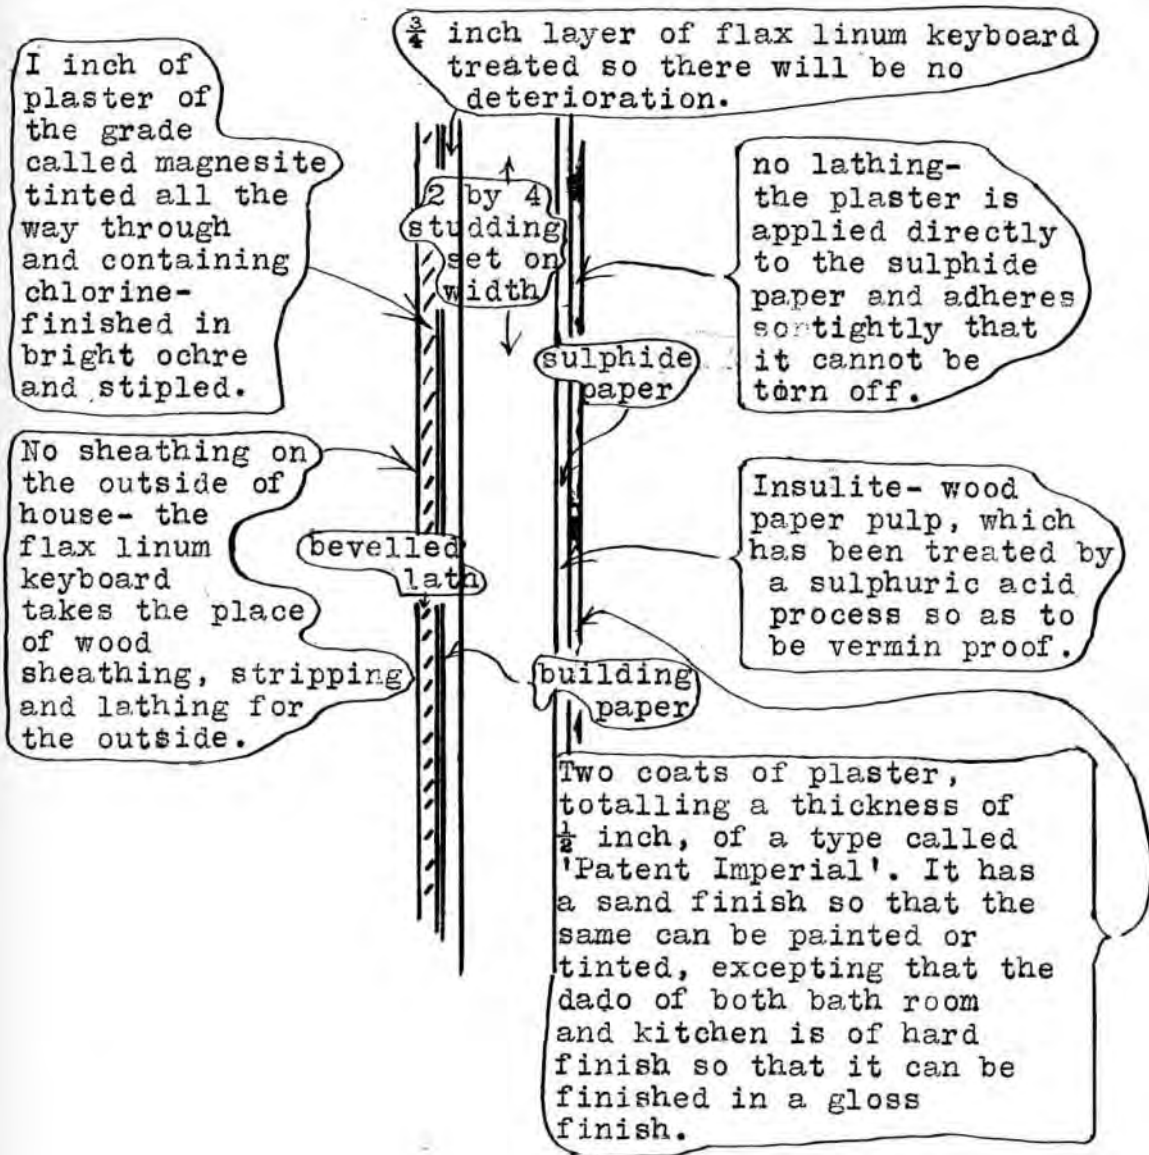 ¾ inch layer of flax linum keyboard
treated so there will be no
deterioration.
I inch of
plaster of
the grade
called magnesite
tinted all the
way through
and containing
chlorine-
finished in
bright ochre
and stipled.
2 by 4
studding
set on
width
no lathing-
the plaster is
applied directly
to the sulphide
paper and adheres
so tightly that
it cannot be
torn off.
sulphide
paper
No sheathing on
the outside of
house- the
flax linum
keyboard
takes the place
of wood
sheathing, stripping
and lathing for
the outside.
bevelled
lath
Insulite- wood
paper pulp, which
has been treated by
a sulphuric acid
process so as to
be vermin proof.
building
paper
Two coats of plaster,
totalling a thickness of
½ inch, of a type called
'Patent Imperial'. It has
a sand finish so that the
same can be painted or
tinted, excepting that the
dado of both bath room
and kitchen is of hard
finish so that it can be
finished in a gloss
finish.